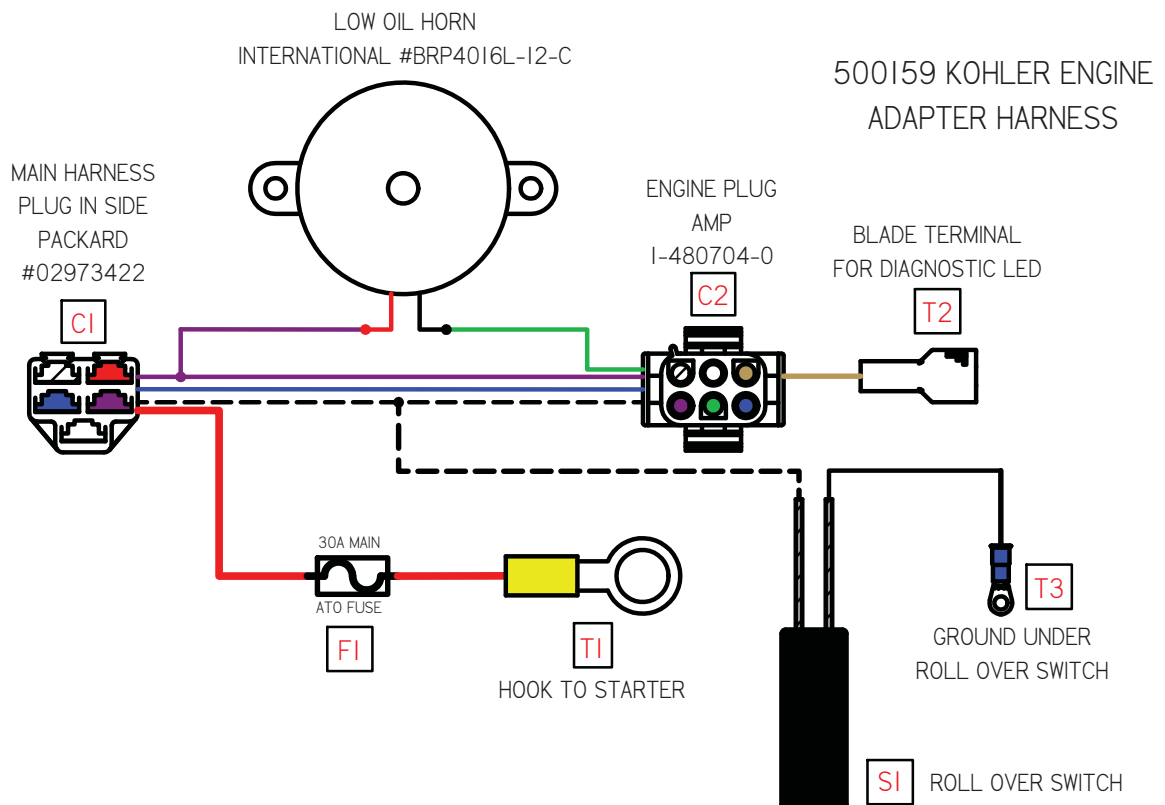 LOW OIL HORN
INTERNATIONAL #BRP4016L-12-C
500159 KOHLER ENGINE
ADAPTER HARNESS
MAIN HARNESS
PLUG IN SIDE
PACKARD
#02973422
C1
ENGINE PLUG
AMP
1-480704-0
C2
BLADE TERMINAL
FOR DIAGNOSTIC LED
T2
30A MAIN
ATO FUSE
F1
T1
HOOK TO STARTER
T3
GROUND UNDER
ROLL OVER SWITCH
S1 ROLL OVER SWITCH